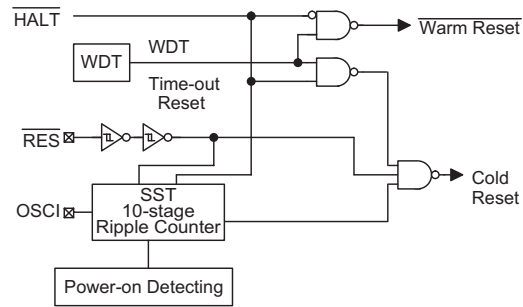 HALT
Warm Reset
WDT
WDT
Time-out
Reset
RES
Cold
Reset
OSCI
SST
10-stage
Ripple Counter
Power-on Detecting